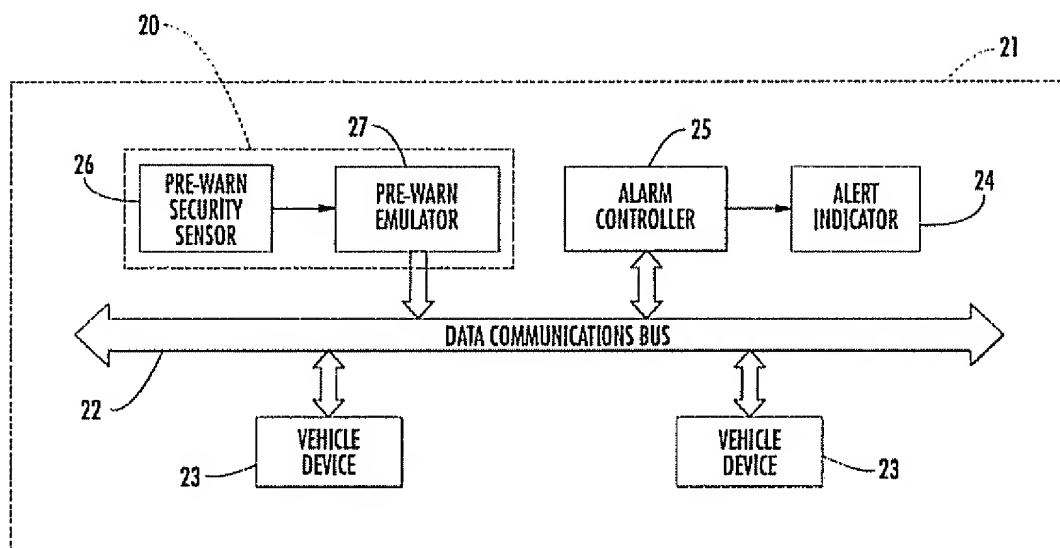 20
21
27
25
26
PRE-WARN
SECURITY
SENSOR
PRE-WARN
EMULATOR
ALARM
CONTROLLER
ALERT
INDICATOR
24
DATA COMMUNICATIONS BUS
22
VEHICLE
DEVICE
23
VEHICLE
DEVICE
23